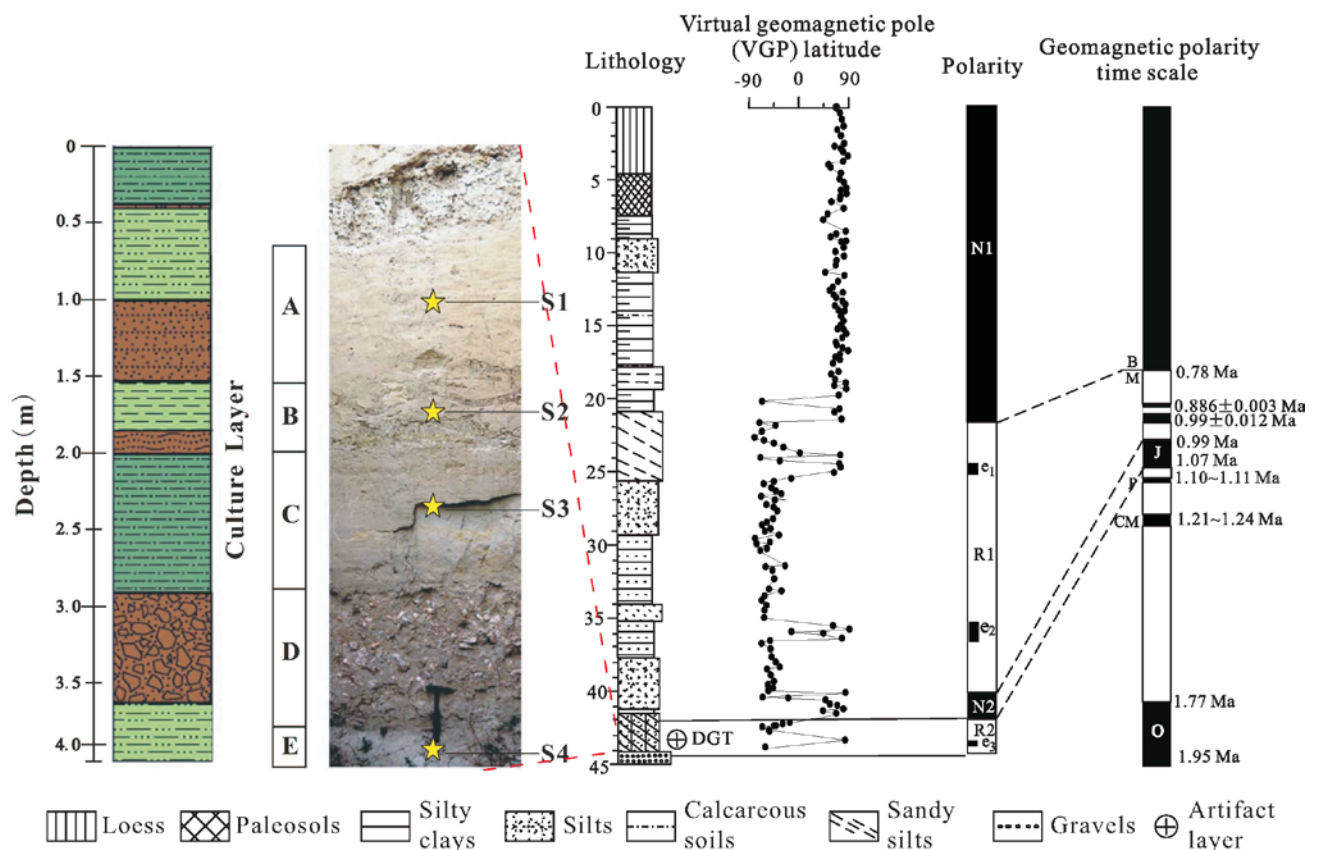 Virtual geomagnetic pole
(VGP) latitude
Geomagnetic polarity
time scale
Lithology
Polarity
-90 0 90
0
5
10
15
20
25
30
35
40
45
Depth (m)
0
0.5
1.0
1.5
2.0
2.5
3.0
3.5
4.0
Culture Layer
A
B
C
D
E
S1
S2
S3
S4
DGT
N1
e1
R1
e2
N2
R2
e3
B
M
0.78 Ma
0.886±0.003 Ma
0.99±0.012 Ma
0.99 Ma
J
1.07 Ma
1.10~1.11 Ma
P
CM
1.21~1.24 Ma
1.77 Ma
O
1.95 Ma
Loess
Paleosols
Silty
clays
Silts
Calcareous
soils
Sandy
silts
Gravels
Artifact
layer